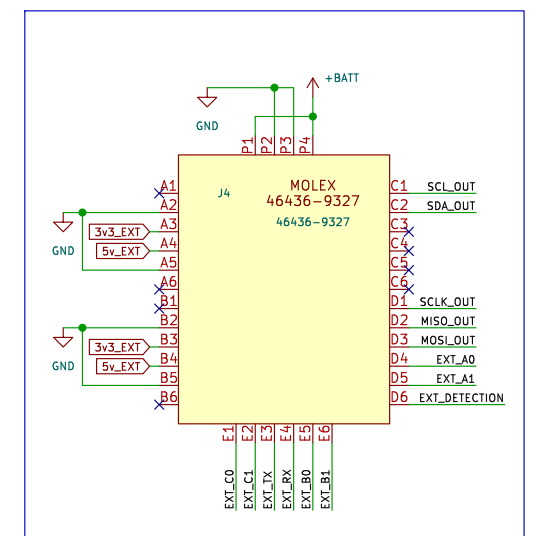 +BATT
GND
P1 P2 P3 P4
A1 J4 MOLEX C1 SCL_OUT
46436-9327
A2 46436-9327 C2 SDA_OUT
A3 3v3_EXT C3
GND A4 5v_EXT C4
A5 C5
A6 C6
B1 D1 SCLK_OUT
B2 D2 MISO_OUT
B3 3v3_EXT D3 MOSI_OUT
GND B4 5v_EXT D4 EXT_A0
B5 D5 EXT_A1
B6 D6 EXT_DETECTION
E1 E2 E3 E4 E5 E6
EXT_C0
EXT_C1
EXT_TX
EXT_RX
EXT_B0
EXT_B1